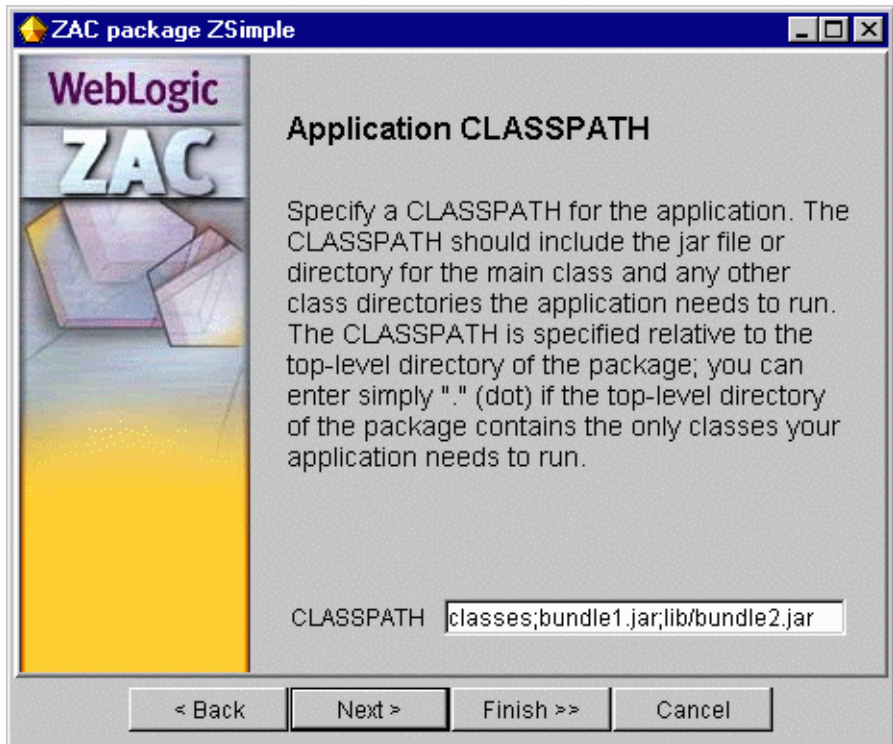 ZAC package ZSimple
WebLogic
ZAC
Application CLASSPATH
Specify a CLASSPATH for the application. The
CLASSPATH should include the jar file or
directory for the main class and any other
class directories the application needs to run.
The CLASSPATH is specified relative to the
top-level directory of the package; you can
enter simply "." (dot) if the top-level directory
of the package contains the only classes your
application needs to run.
CLASSPATH classes;bundle1.jar;lib/bundle2.jar
< Back Next > Finish >> Cancel